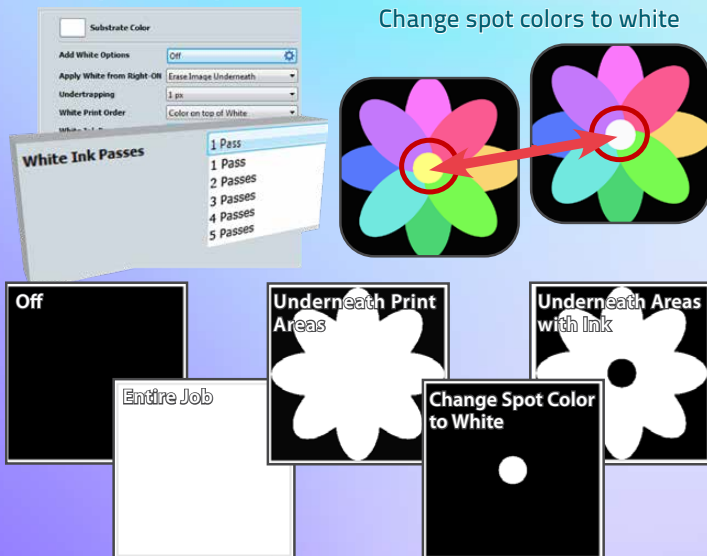 Change spot colors to white
Substrate Color
Add White Options
Off
Apply White from Right-ON
Erase Image Underneath
Undertrapping
1 px
White Print Order
Color on top of White
White Ink Passes
1 Pass
1 Pass
2 Passes
3 Passes
4 Passes
5 Passes
Off
Underneath Print
Areas
Underneath Areas
with Ink
Entire Job
Change Spot Color
to White